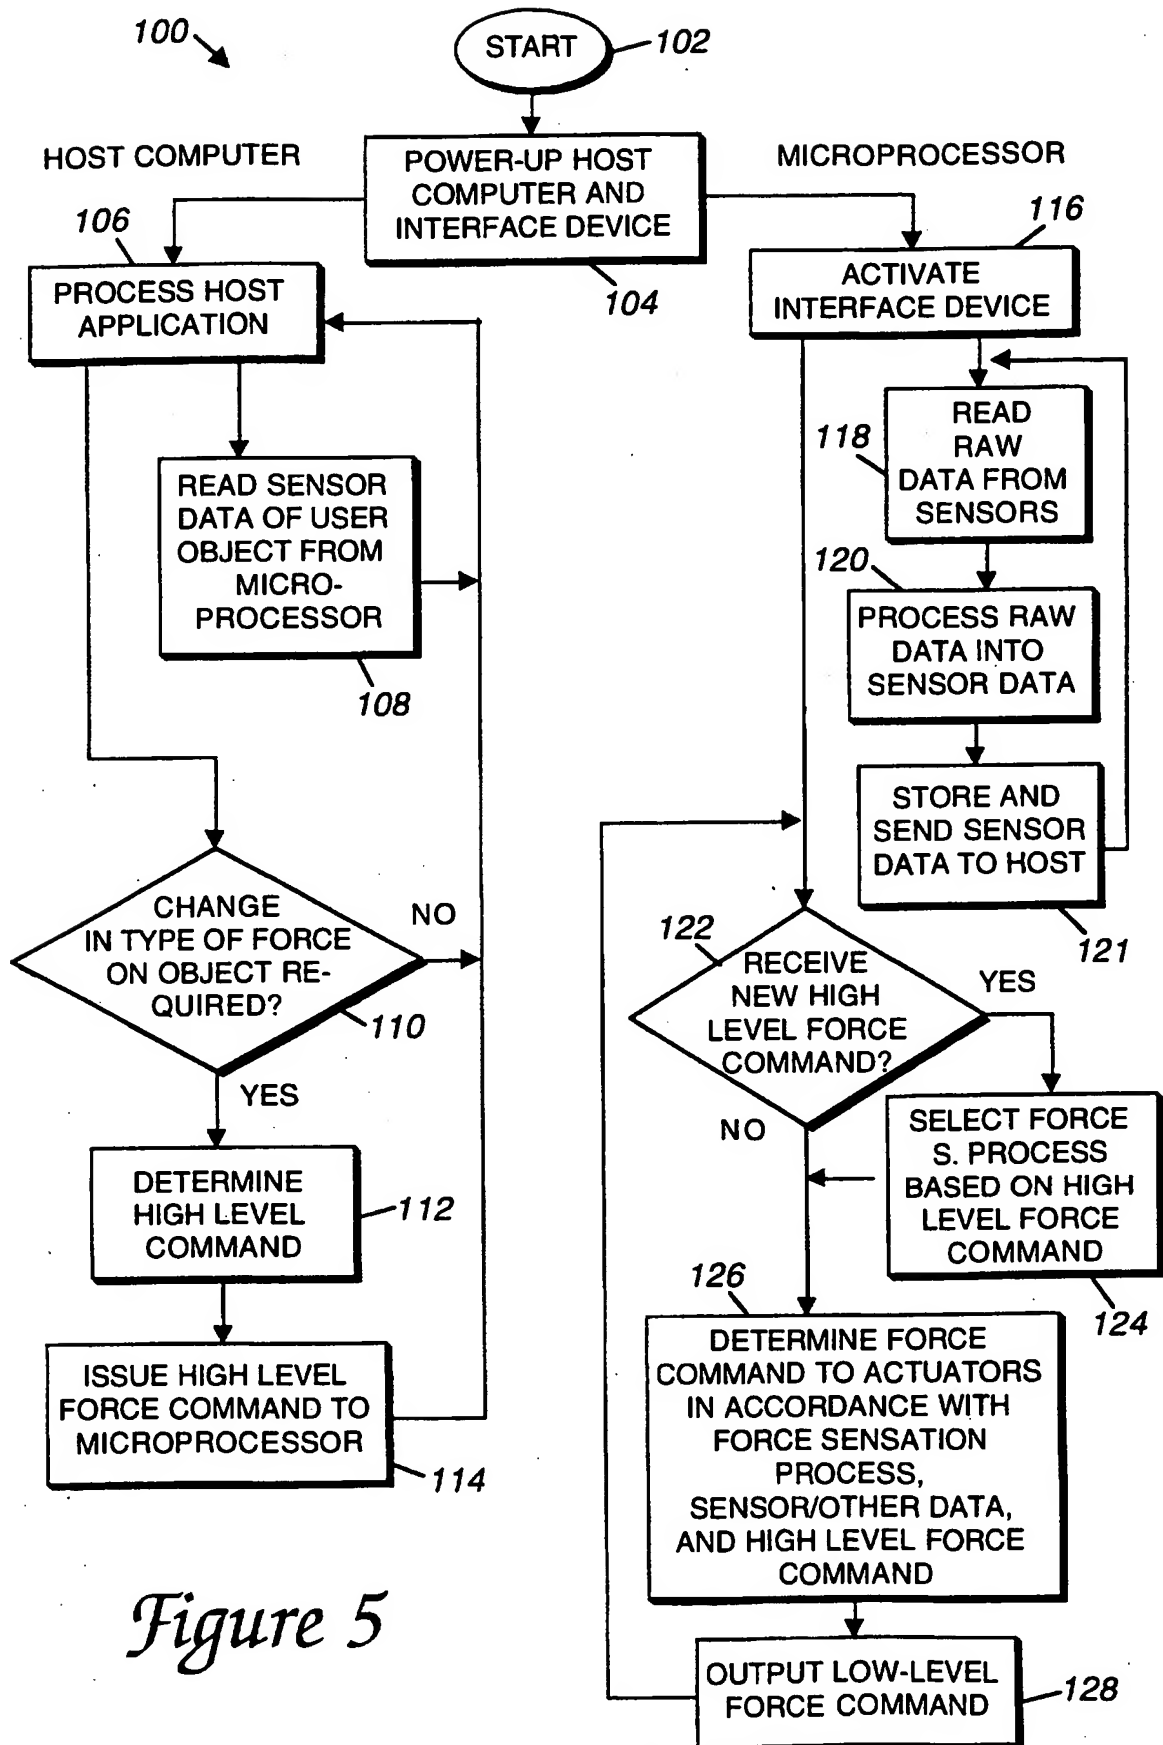 100
START
102
HOST COMPUTER
POWER-UP HOST
COMPUTER AND
INTERFACE DEVICE
104
MICROPROCESSOR
106
PROCESS HOST
APPLICATION
READ SENSOR
DATA OF USER
OBJECT FROM
MICRO-
PROCESSOR
108
CHANGE
IN TYPE OF FORCE
ON OBJECT RE-
QUIRED?
NO
110
YES
DETERMINE
HIGH LEVEL
COMMAND
112
ISSUE HIGH LEVEL
FORCE COMMAND TO
MICROPROCESSOR
114
116
ACTIVATE
INTERFACE DEVICE
118
READ
RAW
DATA FROM
SENSORS
120
PROCESS RAW
DATA INTO
SENSOR DATA
STORE AND
SEND SENSOR
DATA TO HOST
121
122
RECEIVE
NEW HIGH
LEVEL FORCE
COMMAND?
YES
NO
SELECT FORCE
S. PROCESS
BASED ON HIGH
LEVEL FORCE
COMMAND
124
126
DETERMINE FORCE
COMMAND TO ACTUATORS
IN ACCORDANCE WITH
FORCE SENSATION
PROCESS,
SENSOR/OTHER DATA,
AND HIGH LEVEL FORCE
COMMAND
OUTPUT LOW-LEVEL
FORCE COMMAND
128
Figure 5